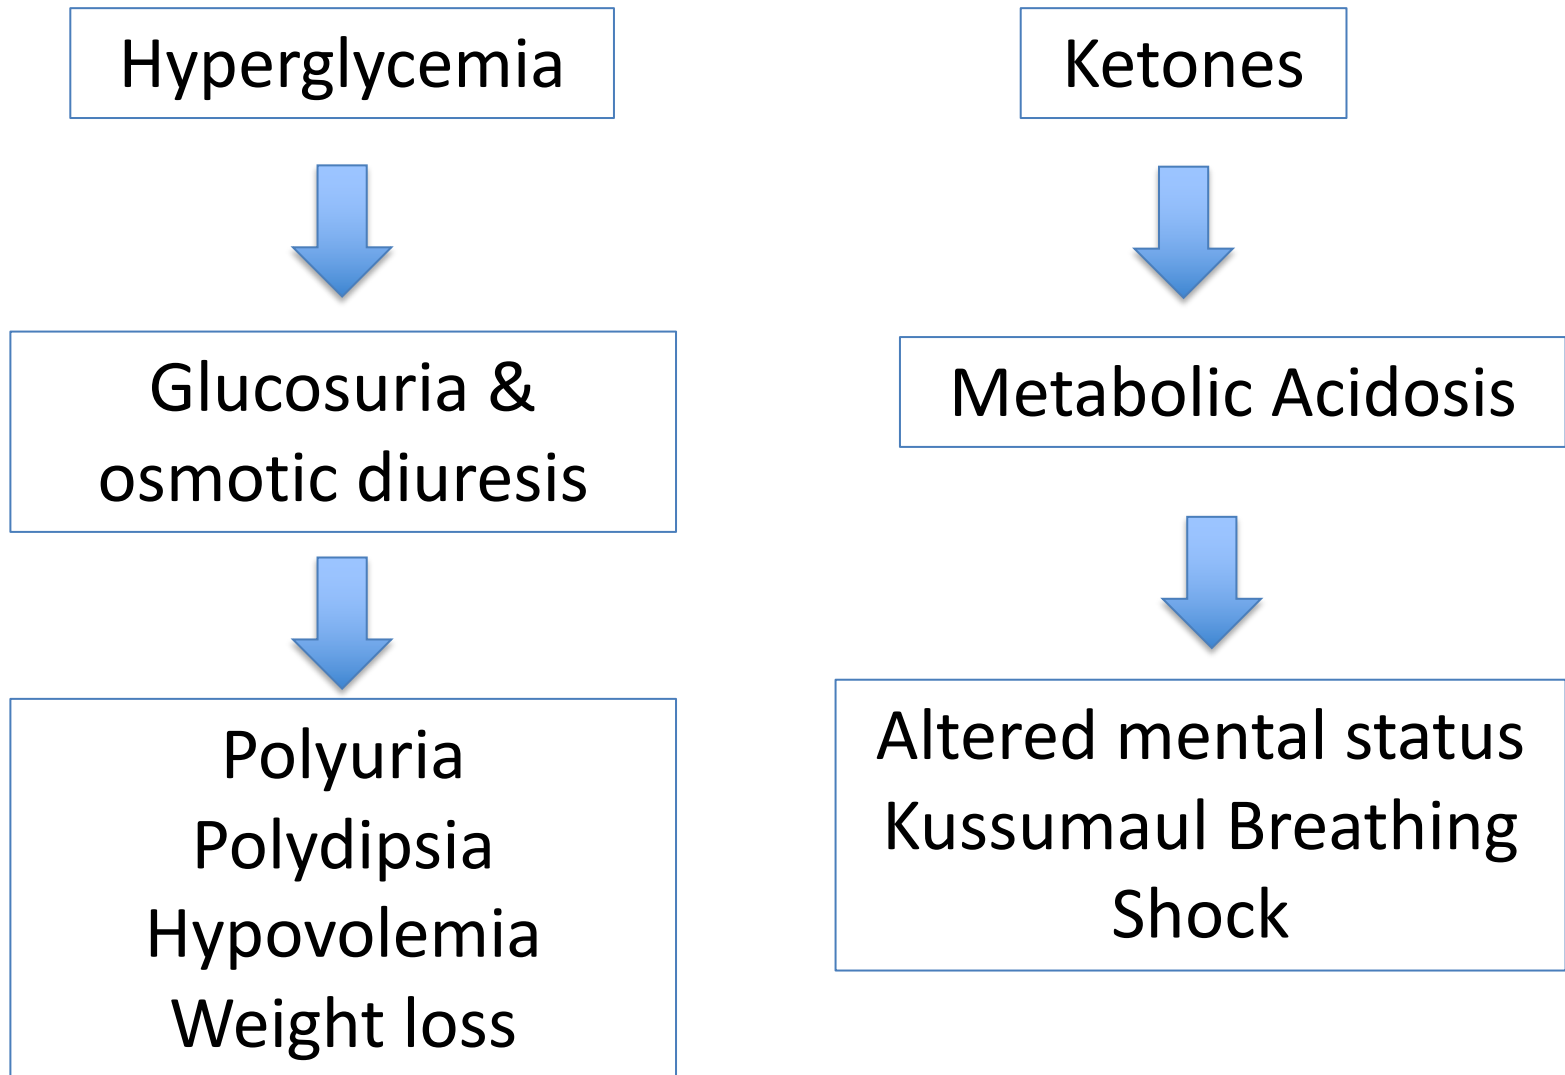 Hyperglycemia
Glucosuria &
osmotic diuresis
Polyuria
Polydipsia
Hypovolemia
Weight loss
Ketones
Metabolic Acidosis
Altered mental status
Kussumaul Breathing
Shock